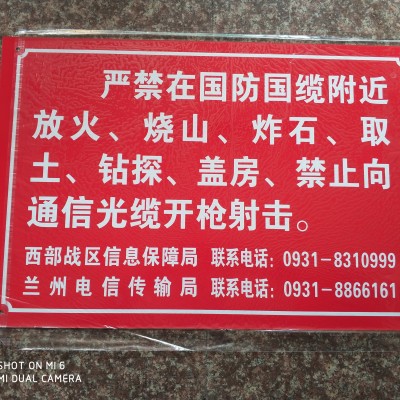 严禁在国防国缆附近
放火、烧山、炸石、取
土、钻探、盖房、禁止向
通信光缆开枪射击。
西部战区信息保障局 联系电话：0931-8310999
兰州电信传输局 联系电话：0931-8866161
SHOT ON MI 6
MI DUAL CAMERA